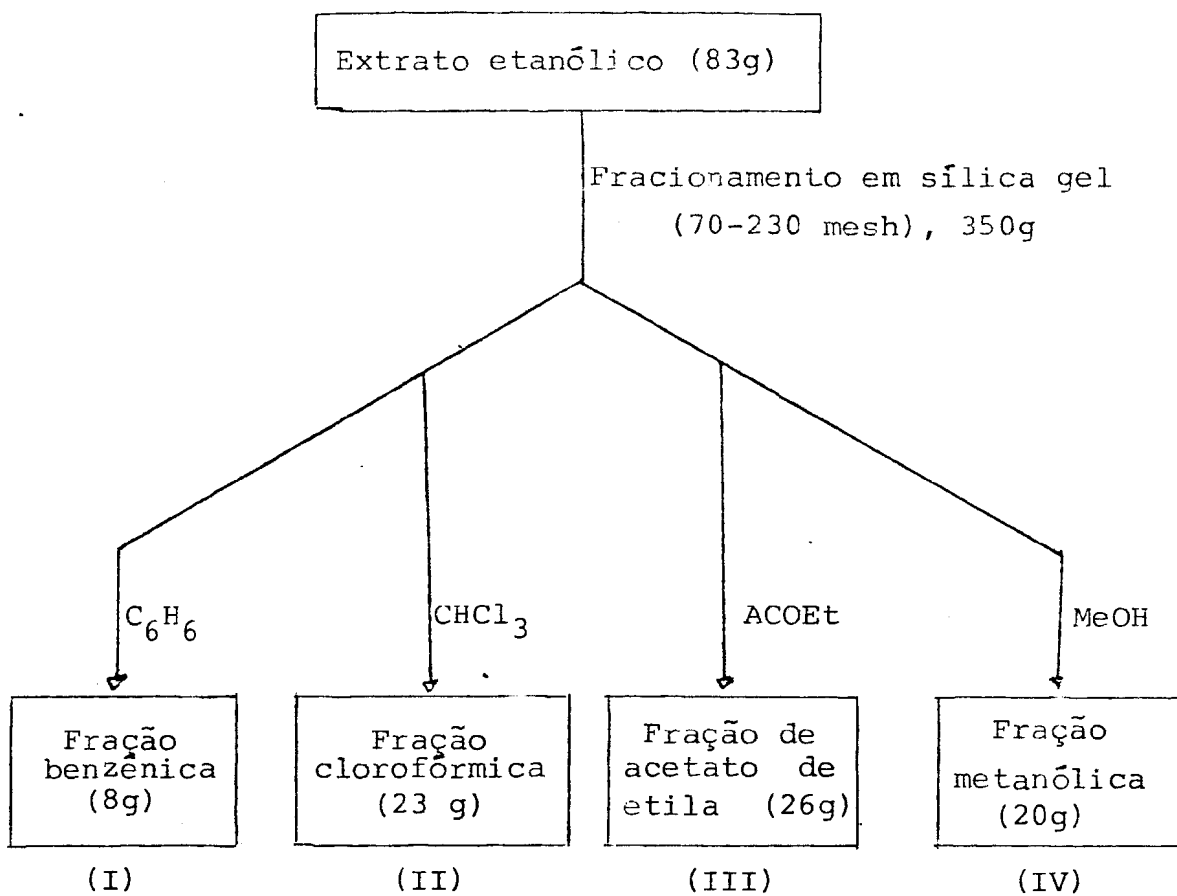 Extrato etanólico (83g)
Fracionamento em sílica gel
(70-230 mesh), 350g
C6H6
CHCl3
ACOEt
MeOH
Fração
benzênica
(8g)
Fração
clorofórmica
(23 g)
Fração de
acetato de
etila (26g)
Fração
metanólica
(20g)
(I)
(II)
(III)
(IV)